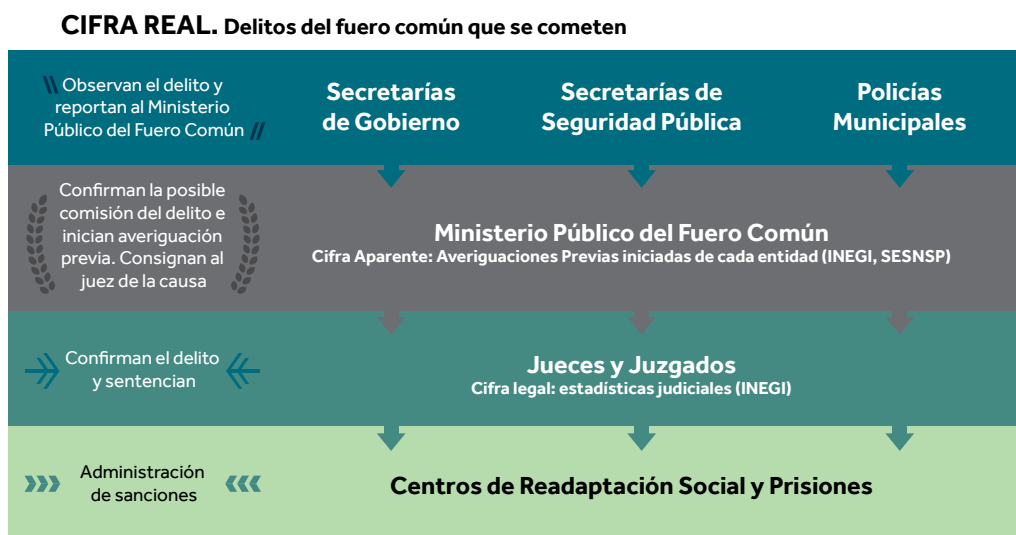 CIFRA REAL. Delitos del fuero común que se cometen
Observan el delito y
reportan al Ministerio
Público del Fuero Común
Secretarías
de Gobierno
Secretarías de
Seguridad Pública
Policías
Municipales
Confirman la posible
comisión del delito e
inician averiguación
previa. Consignan al
juez de la causa
Ministerio Público del Fuero Común
Cifra Aparente: Averiguaciones Previas iniciadas de cada entidad (INEGI, SESNSP)
Confirman el delito
y sentencian
Jueces y Juzgados
Cifra legal: estadísticas judiciales (INEGI)
Administración
de sanciones
Centros de Readaptación Social y Prisiones